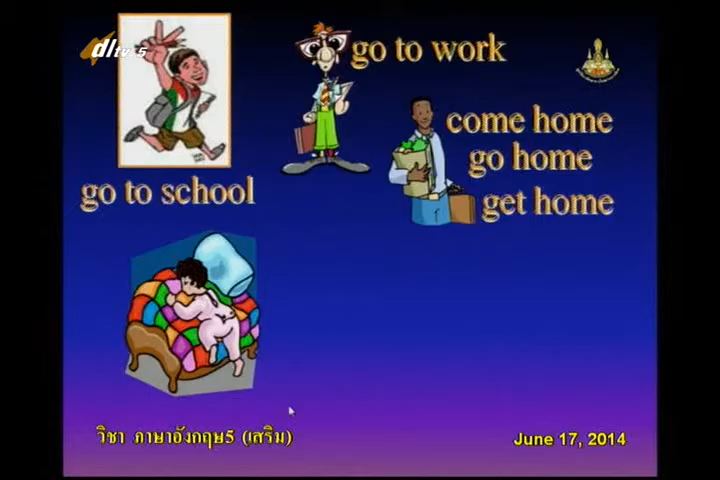 dltv 5
go to work
come home
go home
go to school
get home
วิชา ภาษาอังกฤษ5 (เสริม)
June 17, 2014